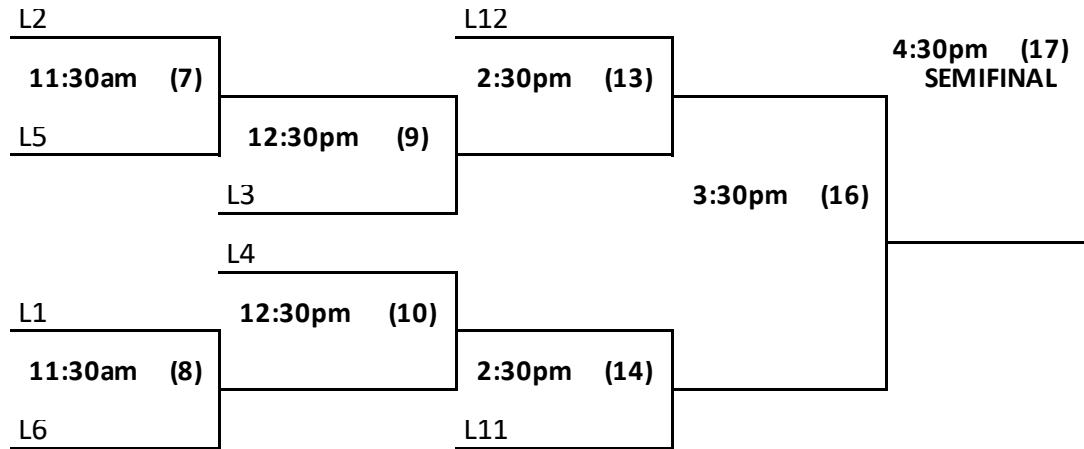 L2
L12
4:30pm (17)
SEMIFINAL
11:30am (7)
2:30pm (13)
L5
12:30pm (9)
L3
3:30pm (16)
L4
L1
12:30pm (10)
11:30am (8)
2:30pm (14)
L6
L11